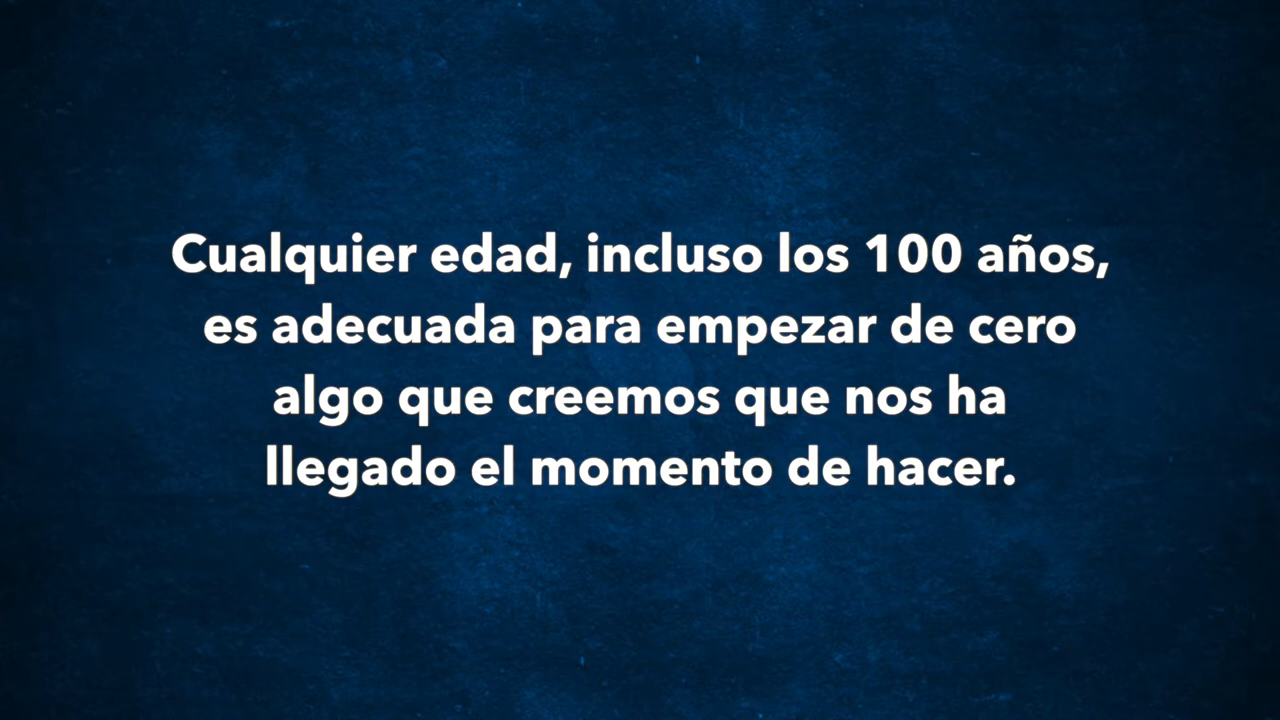 Cualquier edad, incluso los 100 años,
es adecuada para empezar de cero
algo que creemos que nos ha
llegado el momento de hacer.